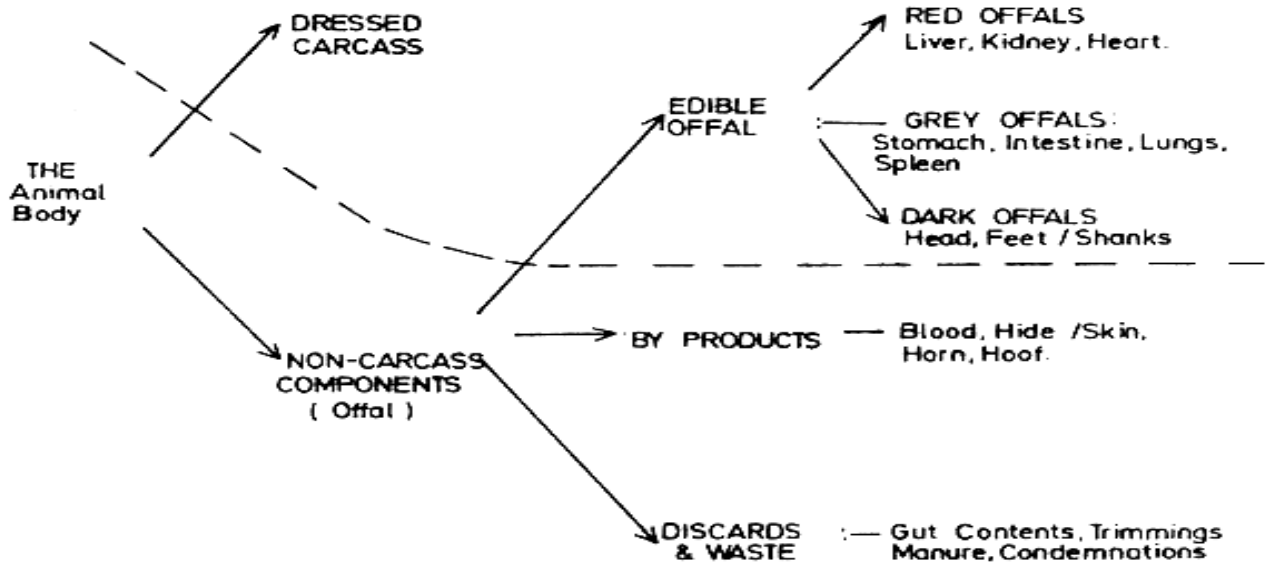 DRESSED
CARCASS
RED OFFALS
Liver, Kidney, Heart.
EDIBLE
OFFAL
GREY OFFALS:
Stomach, Intestine, Lungs,
Spleen
THE
Animal
Body
DARK OFFALS
Head, Feet / Shanks
NON-CARCASS
COMPONENTS
( Offal )
BY PRODUCTS
Blood, Hide / Skin,
Horn, Hoof.
DISCARDS
& WASTE
:— Gut Contents, Trimmings
Manure, Condemnations